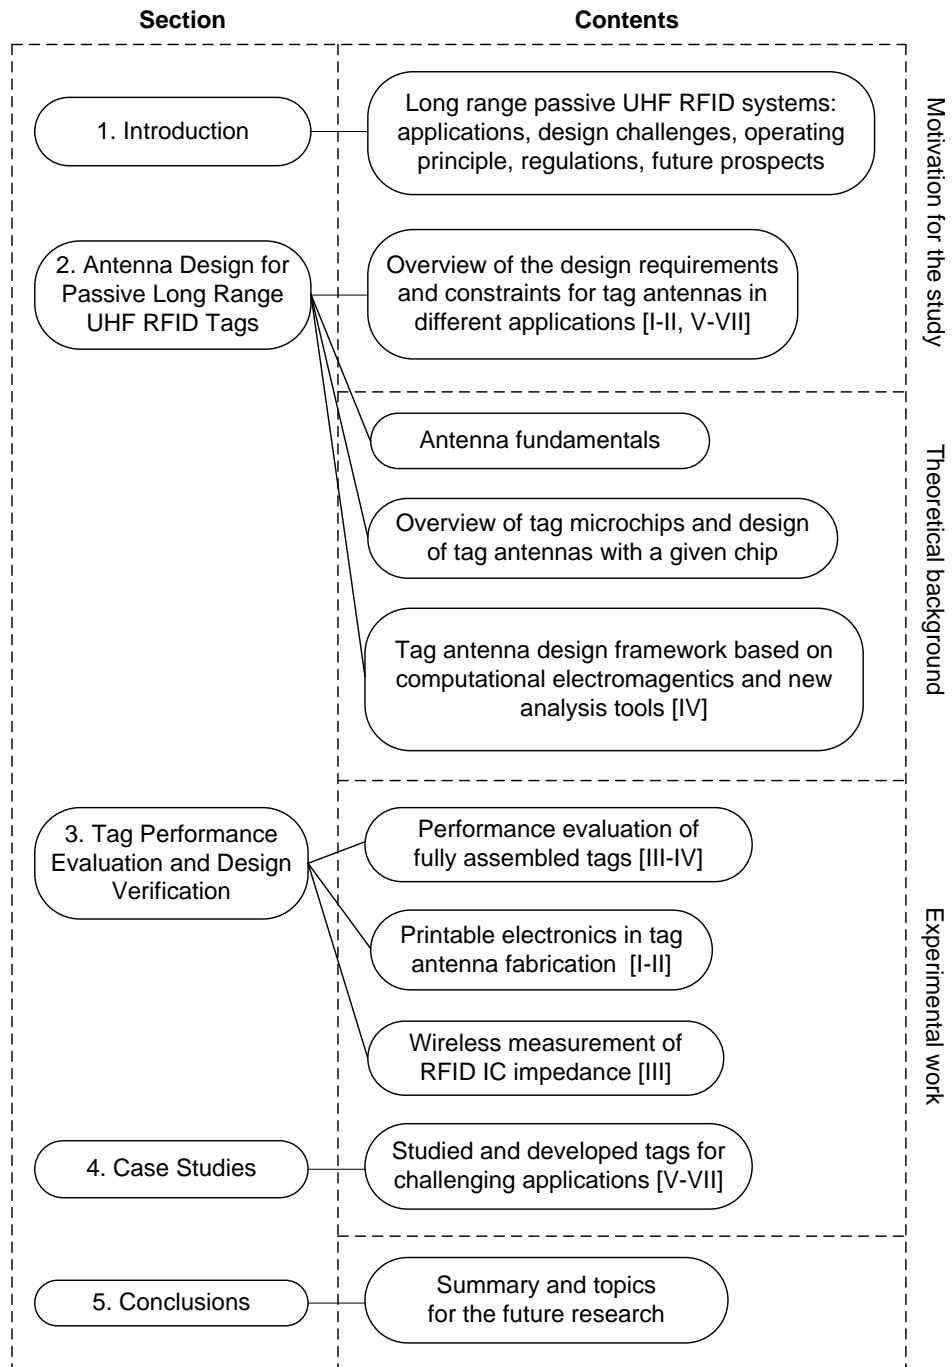 Section
Contents
1. Introduction
Long range passive UHF RFID systems:
applications, design challenges, operating
principle, regulations, future prospects
Motivation for the study
2. Antenna Design for
Passive Long Range
UHF RFID Tags
Overview of the design requirements
and constraints for tag antennas in
different applications [I-II, V-VII]
Antenna fundamentals
Theoretical background
Overview of tag microchips and design
of tag antennas with a given chip
Tag antenna design framework based on
computational electromagentics and new
analysis tools [IV]
3. Tag Performance
Evaluation and Design
Verification
Performance evaluation of
fully assembled tags [III-IV]
Printable electronics in tag
antenna fabrication [I-II]
Experimental work
Wireless measurement of
RFID IC impedance [III]
4. Case Studies
Studied and developed tags for
challenging applications [V-VII]
5. Conclusions
Summary and topics
for the future research